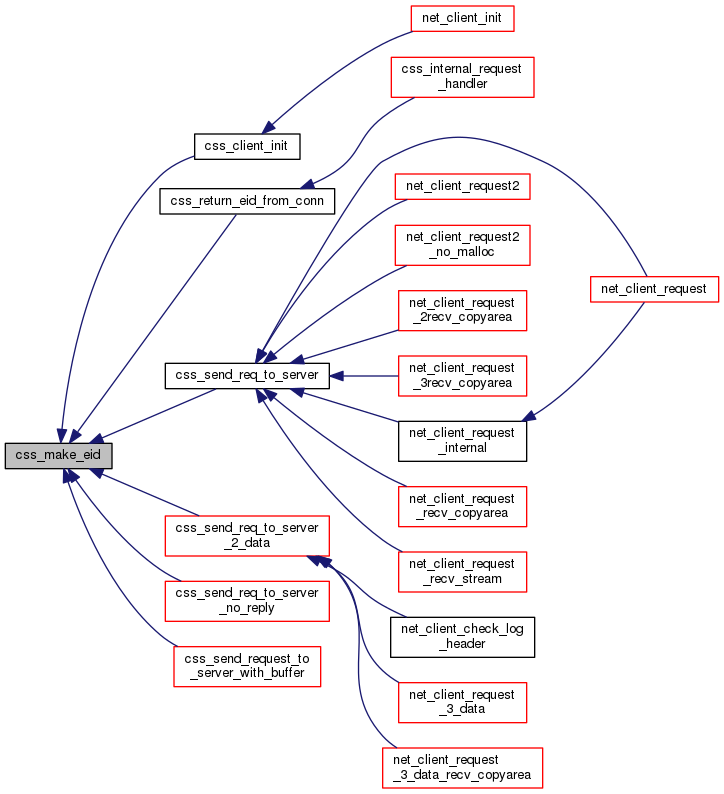 net_client_init
css_internal_request
_handler
css_client_init
net_client_request2
css_return_eid_from_conn
net_client_request2
_no_malloc
net_client_request
net_client_request
_2recv_copyarea
css_send_req_to_server
net_client_request
_3recv_copyarea
net_client_request
_internal
css_make_eid
net_client_request
_recv_copyarea
css_send_req_to_server
_2_data
net_client_request
_recv_stream
css_send_req_to_server
_no_reply
net_client_check_log
_header
css_send_request_to
_server_with_buffer
net_client_request
_3_data
net_client_request
_3_data_recv_copyarea